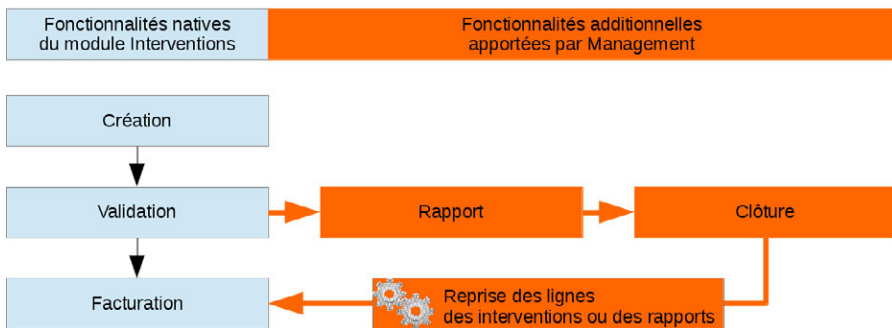 Fonctionnalités natives
du module Interventions
Fonctionnalités additionnelles
apportées par Management
Création
Validation
Rapport
Clôture
Facturation
Reprise des lignes
des interventions ou des rapports